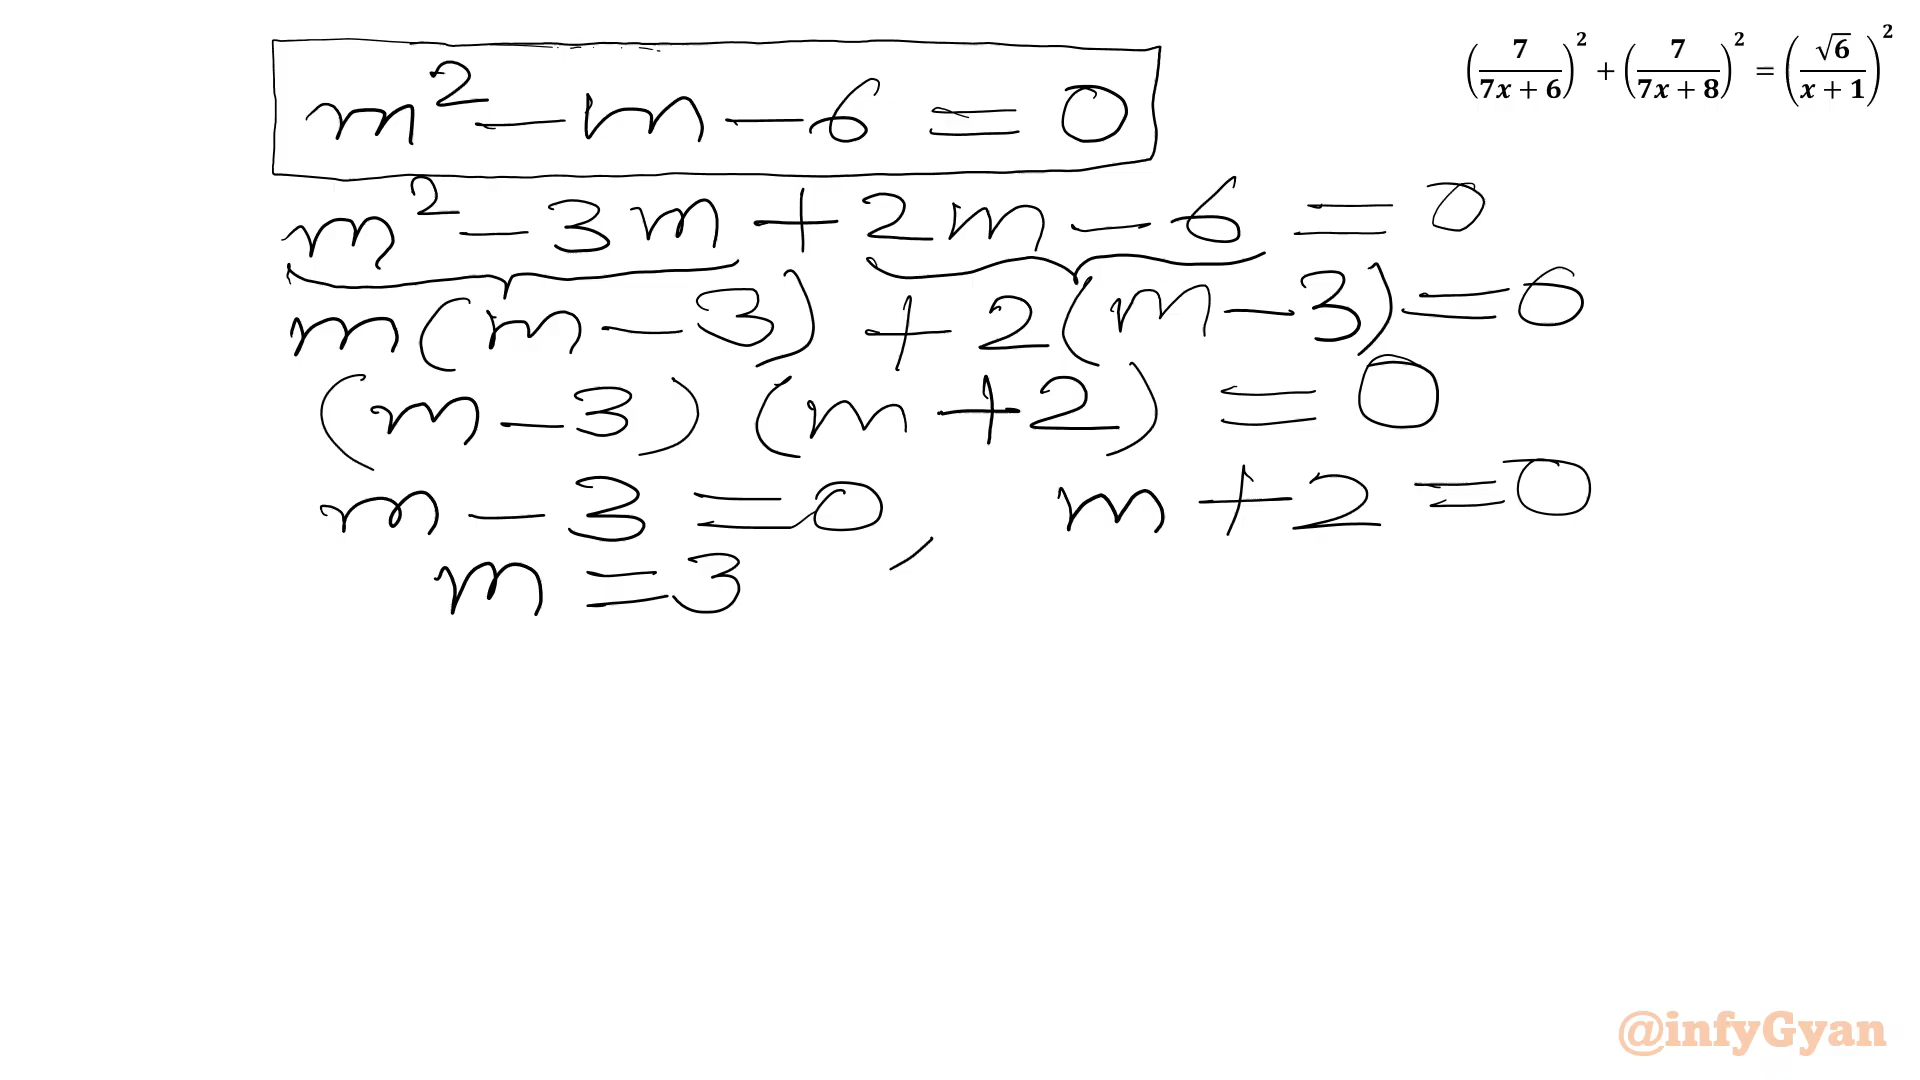 m² - m - 6 = 0
(7/(7x + 6))² + (7/(7x + 8))² = (√6/(x + 1))²
m² - 3m + 2m - 6 = 0
m(m - 3) + 2(m - 3) = 0
(m - 3) (m + 2) = 0
m - 3 = 0, m + 2 = 0
m = 3
@infyGyan